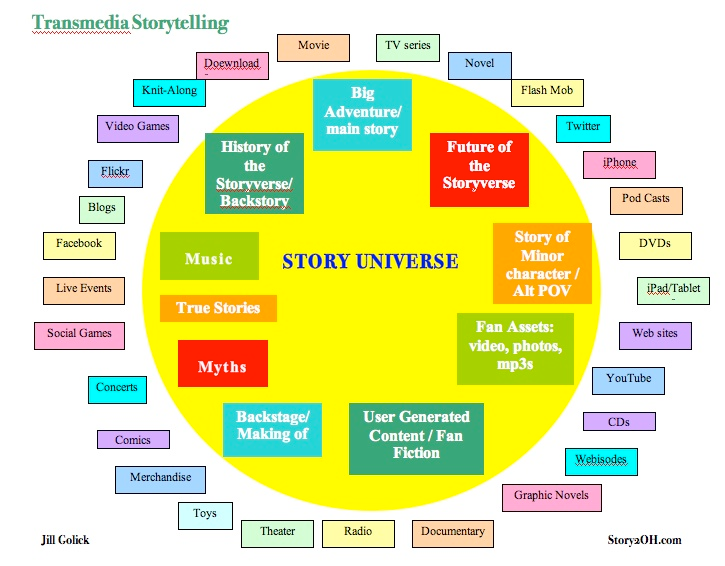 Transmedia Storytelling
Movie
TV series
Doewnload
Novel
Knit-Along
Flash Mob
Big
Adventure/
main story
Video Games
Twitter
History of
the
Storyverse/
Backstory
Future of
the
Storyverse
iPhone
Flickr
Pod Casts
Blogs
Facebook
DVDs
Music
STORY UNIVERSE
Story of
Minor
character /
Alt POV
Live Events
iPad/Tablet
True Stories
Social Games
Fan Assets:
video, photos,
mp3s
Web sites
Myths
Concerts
YouTube
Backstage/
Making of
User Generated
Content / Fan
Fiction
CDs
Comics
Webisodes
Merchandise
Graphic Novels
Toys
Theater
Radio
Documentary
Jill Golick
Story2OH.com